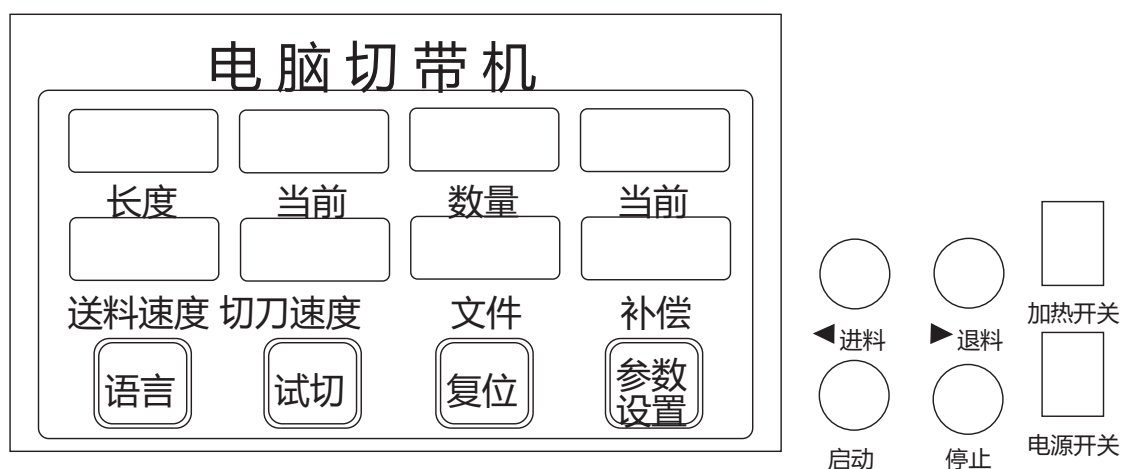 电脑切带机
长度 当前 数量 当前
送料速度 切刀速度 文件 补偿
语言 试切 复位 参数设置
◀进料 ▶退料 加热开关
启动 停止 电源开关